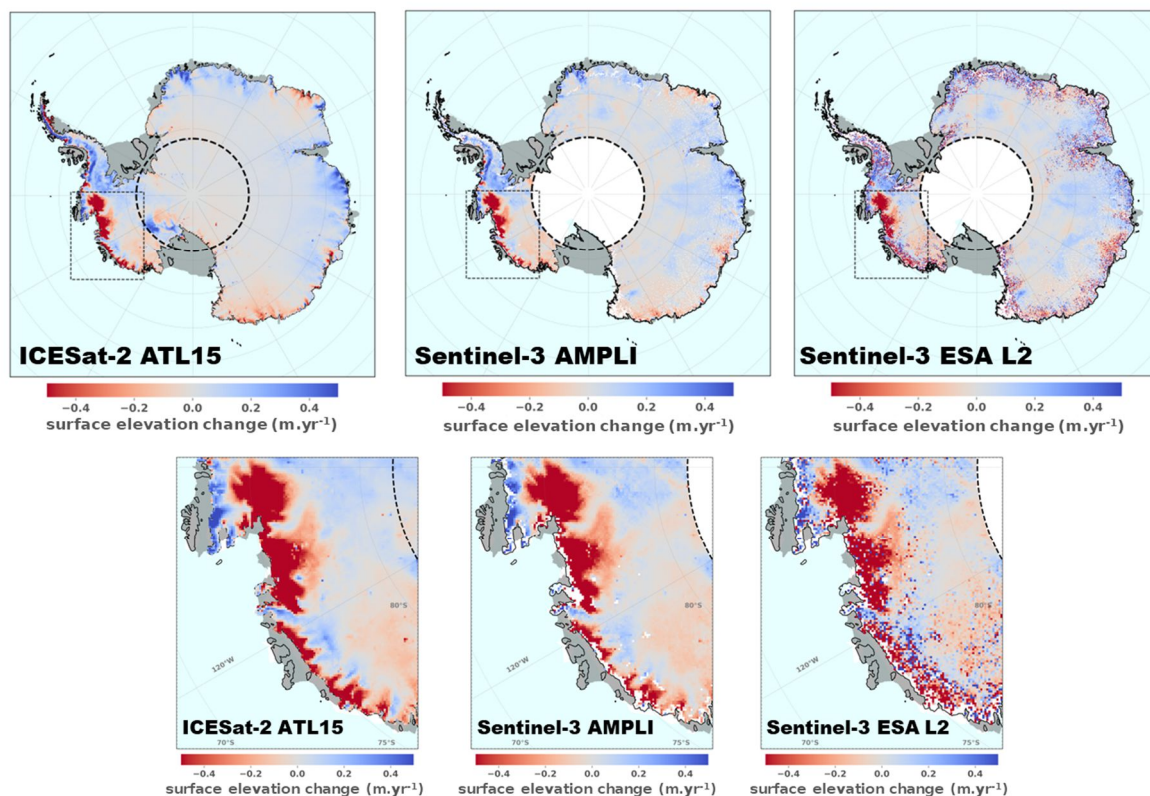 ICESat-2 ATL15
Sentinel-3 AMPLI
Sentinel-3 ESA L2
−0.4 −0.2 0.0 0.2 0.4
surface elevation change (m.yr⁻¹)
−0.4 −0.2 0.0 0.2 0.4
surface elevation change (m.yr⁻¹)
−0.4 −0.2 0.0 0.2 0.4
surface elevation change (m.yr⁻¹)
80°S
120°W
ICESat-2 ATL15
70°S 75°S
80°S
120°W
Sentinel-3 AMPLI
70°S 75°S
80°S
120°W
Sentinel-3 ESA L2
70°S 75°S
−0.4 −0.2 0.0 0.2 0.4
surface elevation change (m.yr⁻¹)
−0.4 −0.2 0.0 0.2 0.4
surface elevation change (m.yr⁻¹)
−0.4 −0.2 0.0 0.2 0.4
surface elevation change (m.yr⁻¹)